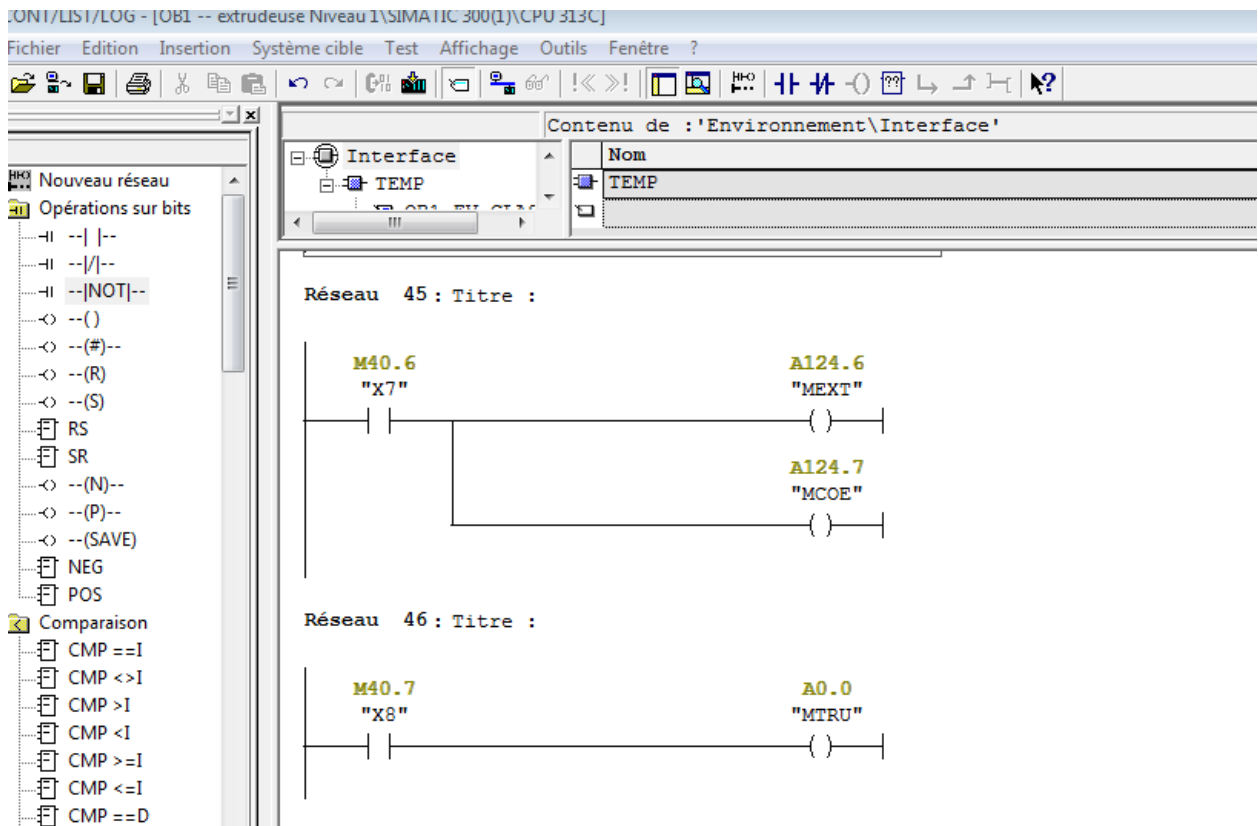 CONT/LIST/LOG - [OB1 -- extrudeuse Niveau 1\SIMATIC 300(1)\CPU 313C]
Fichier Edition Insertion Système cible Test Affichage Outils Fenêtre ?
Contenu de :'Environnement\Interface'
Interface
TEMP
Nom
TEMP
Nouveau réseau
Opérations sur bits
--| |--
--|/|--
--|NOT|--
--( )
--(#)--
--(R)
--(S)
RS
SR
--(N)--
--(P)--
--(SAVE)
NEG
POS
Comparaison
CMP ==I
CMP <>I
CMP >I
CMP <I
CMP >=I
CMP <=I
CMP ==D
Réseau 45 : Titre :
M40.6
"X7"
A124.6
"MEXT"
A124.7
"MCOE"
Réseau 46 : Titre :
M40.7
"X8"
A0.0
"MTRU"